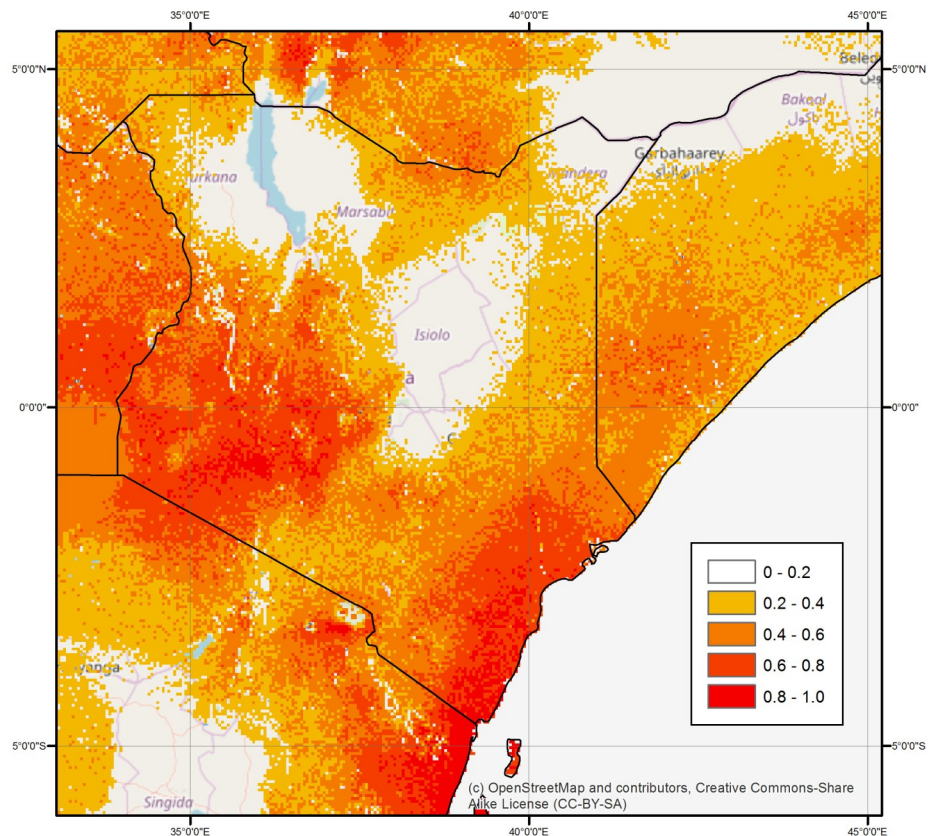 35°0'0"E 40°0'0"E 45°0'0"E
5°0'0"N 5°0'0"N
Beled
Bakool
باكول
Garbahaarey
urkana
andera
Marsabi
Isiolo
a
0°0'0" 0°0'0"
0 - 0.2
0.2 - 0.4
0.4 - 0.6
0.6 - 0.8
0.8 - 1.0
5°0'0"S 5°0'0"S
Singida
(c) OpenStreetMap and contributors, Creative Commons-Share
Alike License (CC-BY-SA)
35°0'0"E 40°0'0"E 45°0'0"E